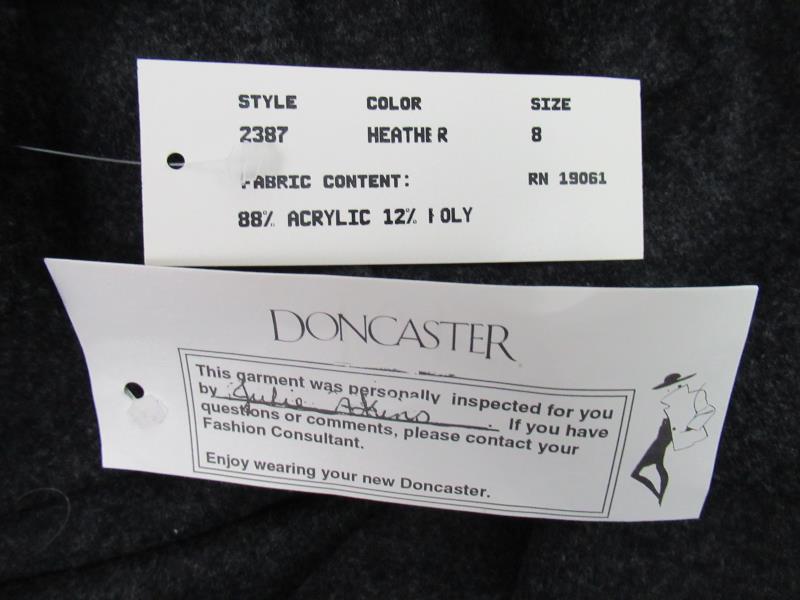 STYLE COLOR SIZE
2387 HEATHER 8
FABRIC CONTENT: RN 19061
88% ACRYLIC 12% POLY
DONCASTER
This garment was personally inspected for you
by Julie Akins. If you have
questions or comments, please contact your
Fashion Consultant.
Enjoy wearing your new Doncaster.